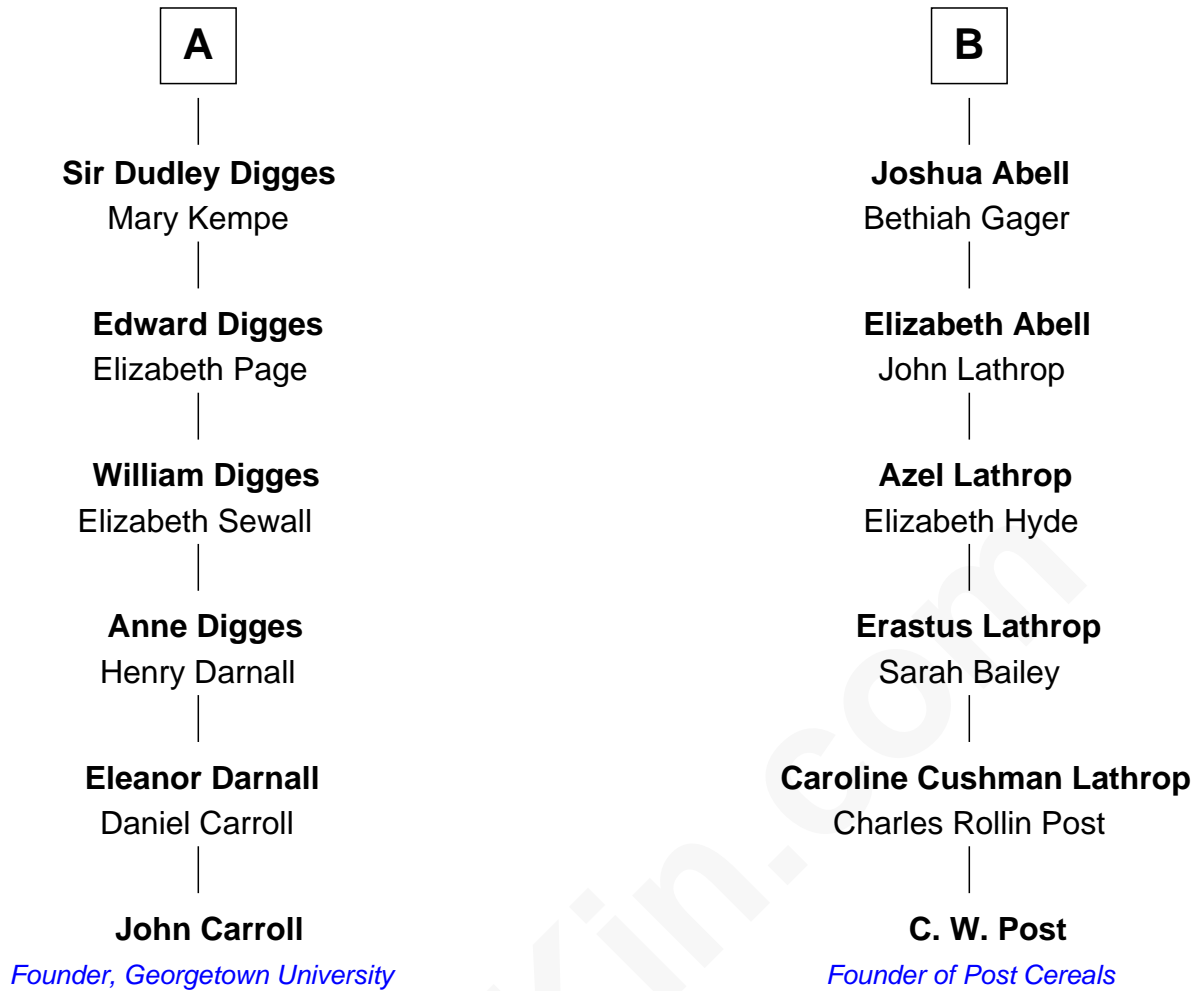 A
Sir Dudley Digges
Mary Kempe
Edward Digges
Elizabeth Page
William Digges
Elizabeth Sewall
Anne Digges
Henry Darnall
Eleanor Darnall
Daniel Carroll
John Carroll
Founder, Georgetown University
B
Joshua Abell
Bethiah Gager
Elizabeth Abell
John Lathrop
Azel Lathrop
Elizabeth Hyde
Erastus Lathrop
Sarah Bailey
Caroline Cushman Lathrop
Charles Rollin Post
C. W. Post
Founder of Post Cereals